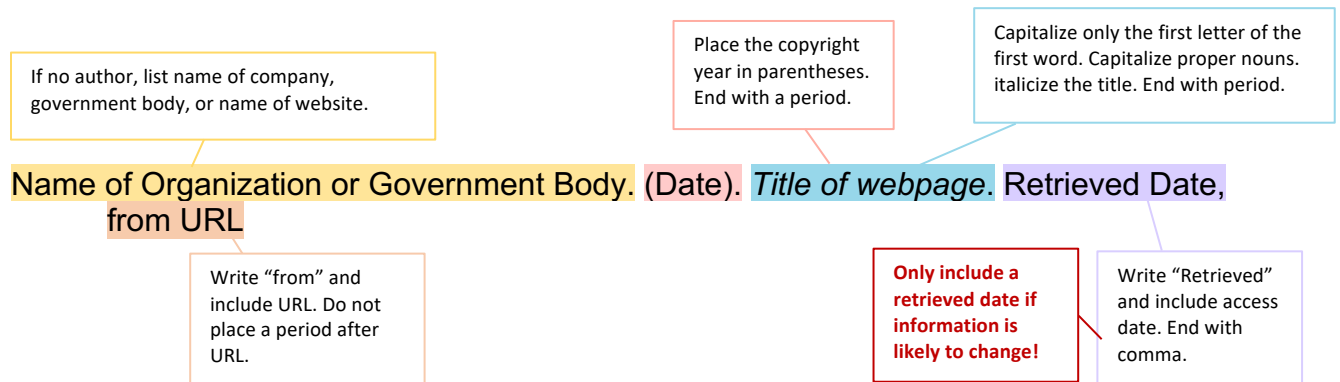 If no author, list name of company,
government body, or name of website.
Place the copyright
year in parentheses.
End with a period.
Capitalize only the first letter of the
first word. Capitalize proper nouns.
italicize the title. End with period.
Name of Organization or Government Body. (Date). Title of webpage. Retrieved Date,
from URL
Write “from” and
include URL. Do not
place a period after
URL.
Only include a
retrieved date if
information is
likely to change!
Write “Retrieved”
and include access
date. End with
comma.